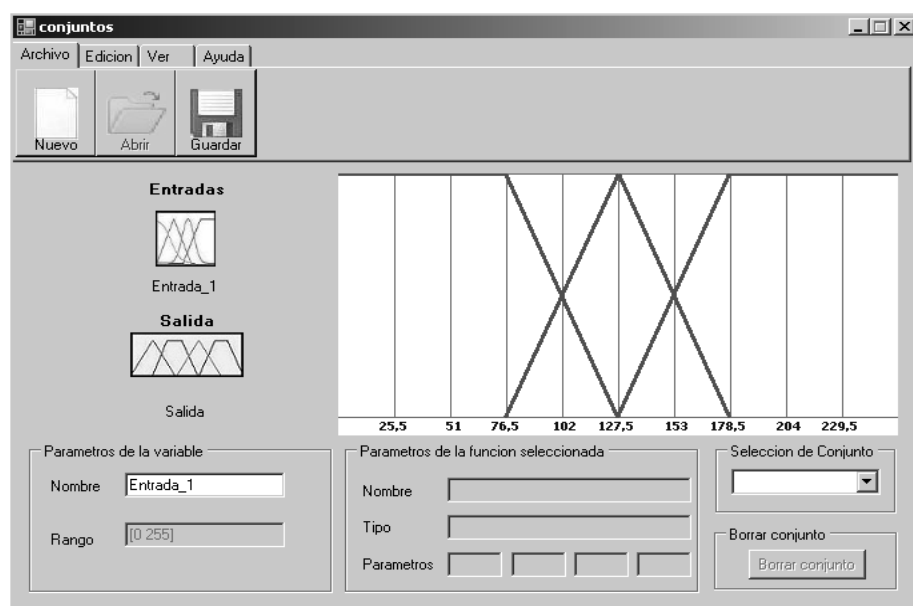 conjuntos
Archivo Edicion Ver Ayuda
Nuevo Abrir Guardar
Entradas
Entrada_1
Salida
Salida
25,5 51 76,5 102 127,5 153 178,5 204 229,5
Parametros de la variable
Nombre Entrada_1
Rango [0 255]
Parametros de la funcion seleccionada
Nombre
Tipo
Parametros
Seleccion de Conjunto
Borrar conjunto
Borrar conjunto